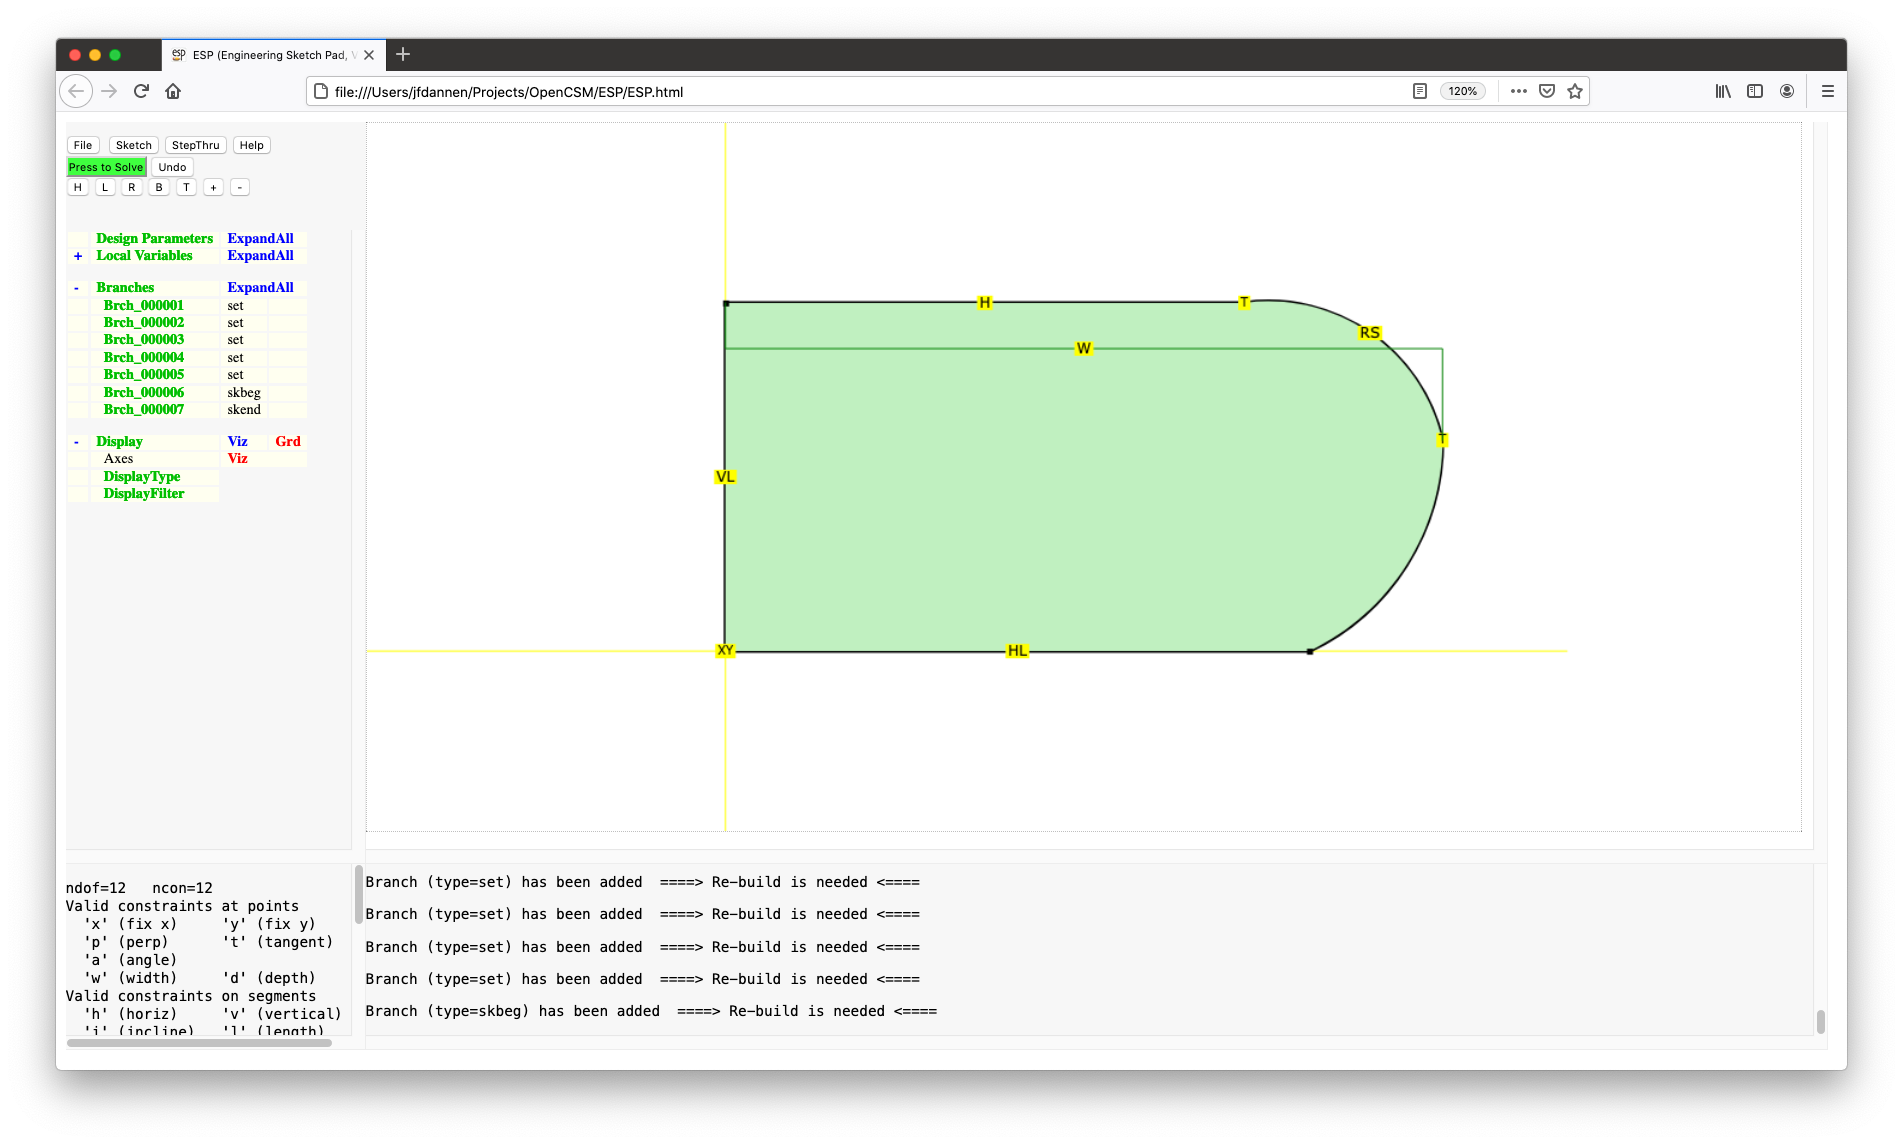 ESP (Engineering Sketch Pad, V
file:///Users/jfdannen/Projects/OpenCSM/ESP/ESP.html
120%
File Sketch StepThru Help
Press to Solve Undo
H L R B T + -
Design Parameters ExpandAll
+ Local Variables ExpandAll
- Branches ExpandAll
Brch_000001 set
Brch_000002 set
Brch_000003 set
Brch_000004 set
Brch_000005 set
Brch_000006 skbeg
Brch_000007 skend
- Display Viz Grd
Axes Viz
DisplayType
DisplayFilter
H T
RS
W
T
VL
XY HL
ndof=12 ncon=12
Valid constraints at points
'x' (fix x) 'y' (fix y)
'p' (perp) 't' (tangent)
'a' (angle)
'w' (width) 'd' (depth)
Valid constraints on segments
'h' (horiz) 'v' (vertical)
'i' (incline) 'l' (length)
Branch (type=set) has been added ====> Re-build is needed <====
Branch (type=set) has been added ====> Re-build is needed <====
Branch (type=set) has been added ====> Re-build is needed <====
Branch (type=set) has been added ====> Re-build is needed <====
Branch (type=skbeg) has been added ====> Re-build is needed <====